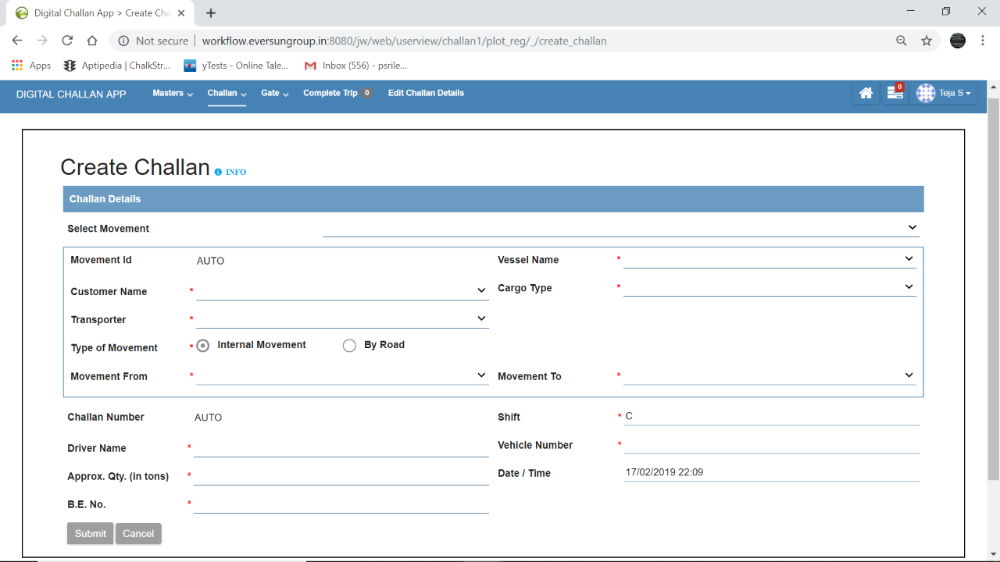 Digital Challan App > Create Cha
Not secure | workflow.eversungroup.in:8080/jw/web/userview/challan1/plot_reg/_/create_challan
Apps Aptipedia | ChalkStr... yTests - Online Tale... Inbox (556) - psrile...
DIGITAL CHALLAN APP Masters Challan Gate Complete Trip 0 Edit Challan Details 0 Teja S
Create Challan INFO
Challan Details
Select Movement
Movement Id AUTO Vessel Name *
Customer Name * Cargo Type *
Transporter *
Type of Movement * Internal Movement By Road
Movement From * Movement To *
Challan Number AUTO Shift * C
Driver Name * Vehicle Number *
Approx. Qty. (in tons) * Date / Time 17/02/2019 22:09
B.E. No. *
Submit Cancel